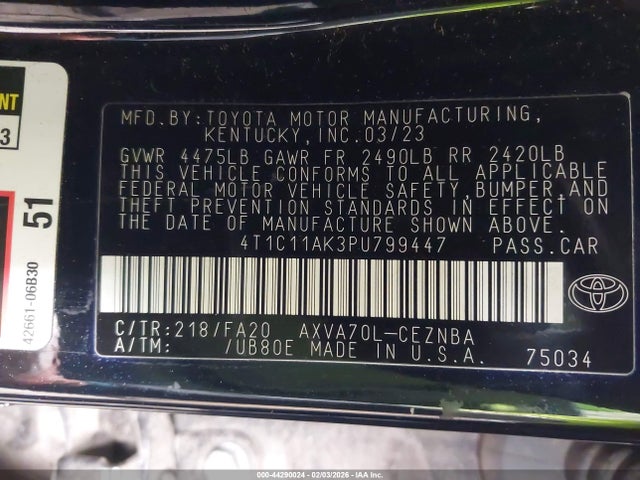 MFD.BY:TOYOTA MOTOR MANUFACTURING,
KENTUCKY,INC.03/23
GVWR 4475LB GAWR FR 2490LB RR 2420LB
THIS VEHICLE CONFORMS TO ALL APPLICABLE
FEDERAL MOTOR VEHICLE SAFETY,BUMPER,AND
THEFT PREVENTION STANDARDS IN EFFECT ON
THE DATE OF MANUFACTURE SHOWN ABOVE.
4T1C11AK3PU799447 PASS.CAR
C/TR:218/FA20 AXVA70L-CEZNBA
A/TM: /UB80E MADE IN U.S.A. 75034
3
51
42661-06B30
000-44290024 | 02/03/2026 - IAA Inc.